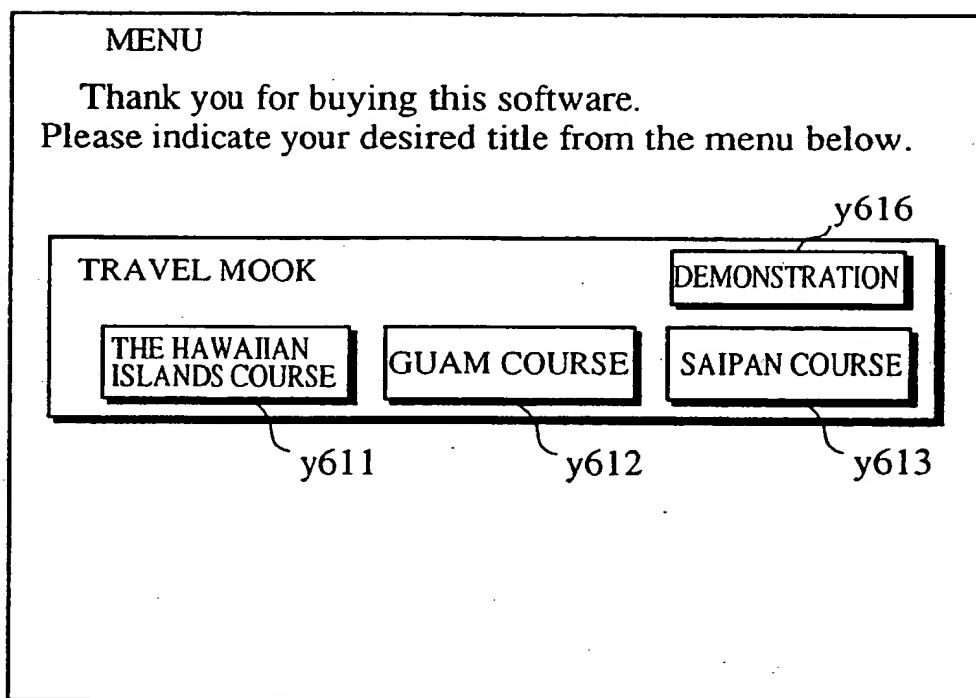 MENU
Thank you for buying this software.
Please indicate your desired title from the menu below.
y616
TRAVEL MOOK
DEMONSTRATION
THE HAWAIIAN
ISLANDS COURSE
GUAM COURSE
SAIPAN COURSE
y611
y612
y613